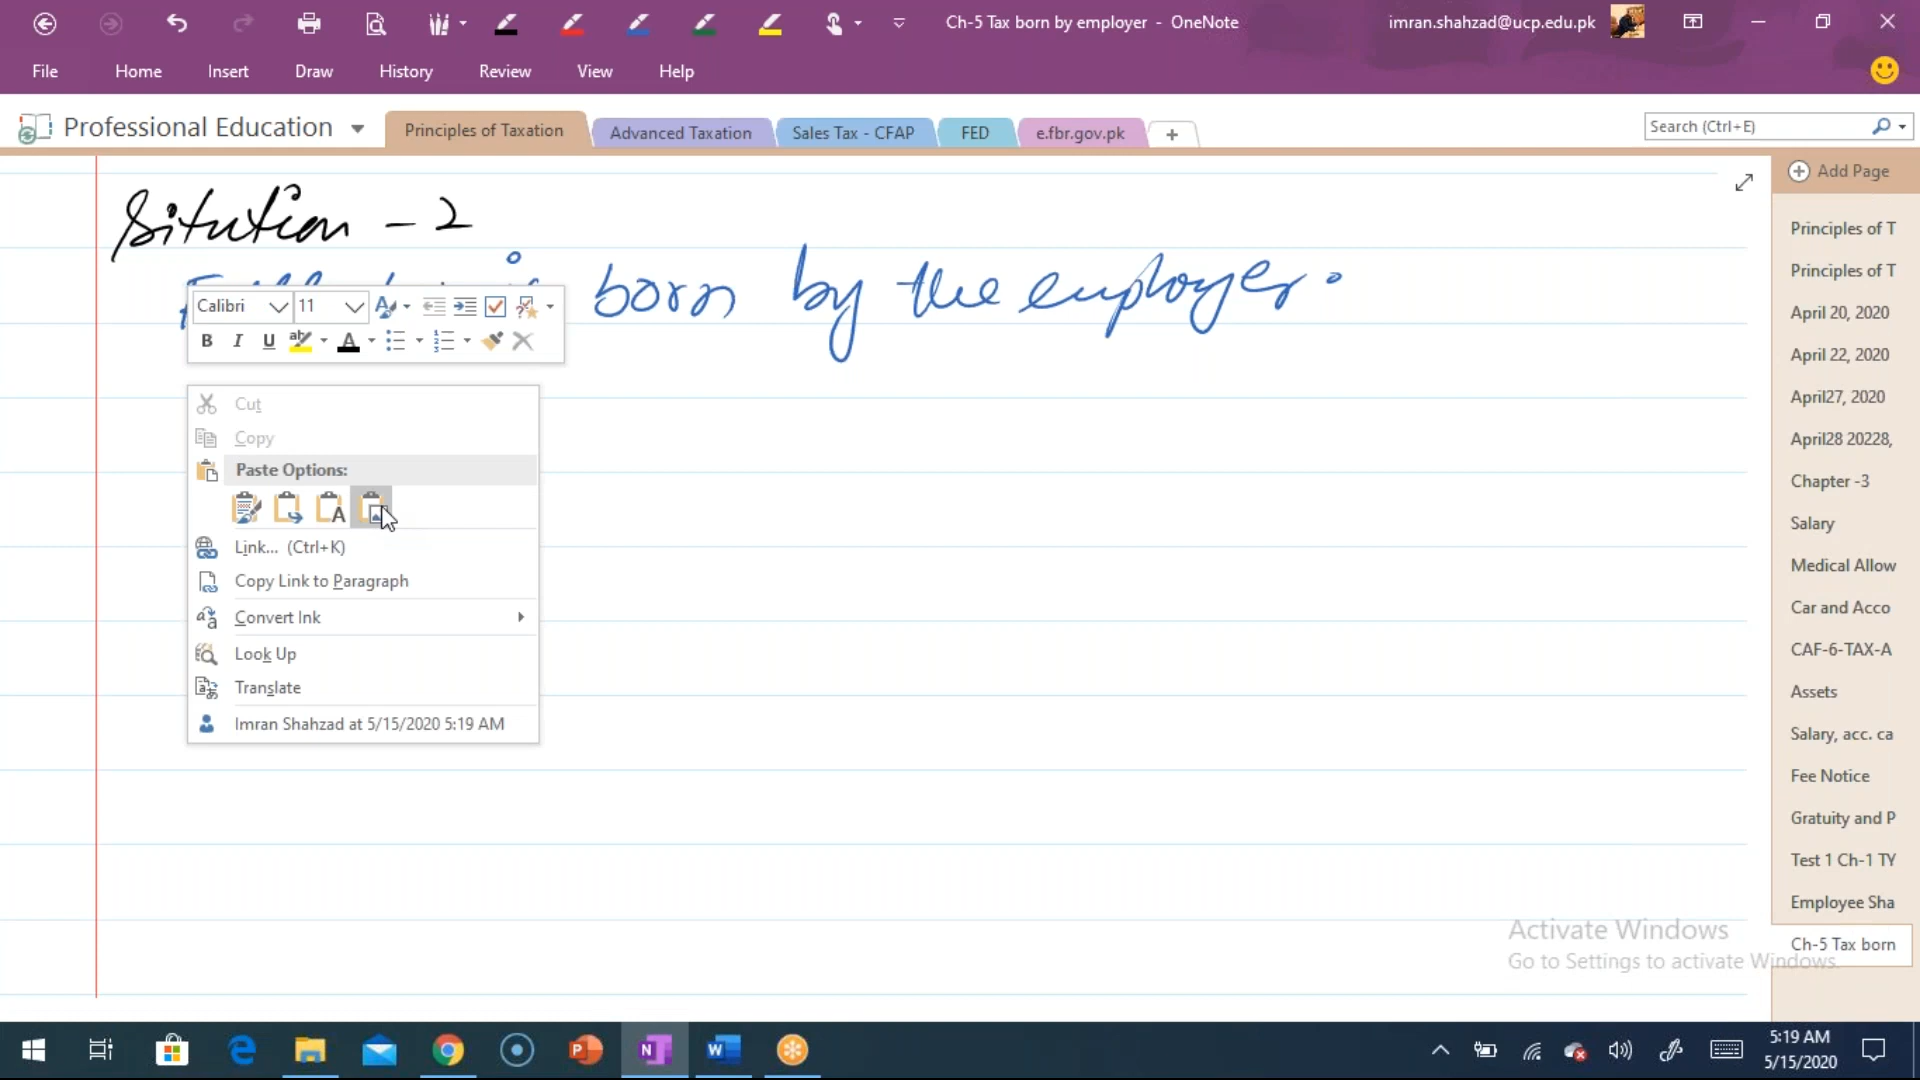 Ch-5 Tax born by employer - OneNote
imran.shahzad@ucp.edu.pk
File Home Insert Draw History Review View Help
Professional Education
Principles of Taxation
Advanced Taxation
Sales Tax - CFAP
FED
e.fbr.gov.pk
+
Search (Ctrl+E)
Add Page
Sitution - 2
is born by the employer.
Calibri 11
B I U
Cut
Copy
Paste Options:
Link... (Ctrl+K)
Copy Link to Paragraph
Convert Ink
Look Up
Translate
Imran Shahzad at 5/15/2020 5:19 AM
Principles of T
Principles of T
April 20, 2020
April 22, 2020
April27, 2020
April28 20228,
Chapter -3
Salary
Medical Allow
Car and Acco
CAF-6-TAX-A
Assets
Salary, acc. ca
Fee Notice
Gratuity and P
Test 1 Ch-1 TY
Employee Sha
Ch-5 Tax born
Activate Windows
Go to Settings to activate Windows.
5:19 AM
5/15/2020